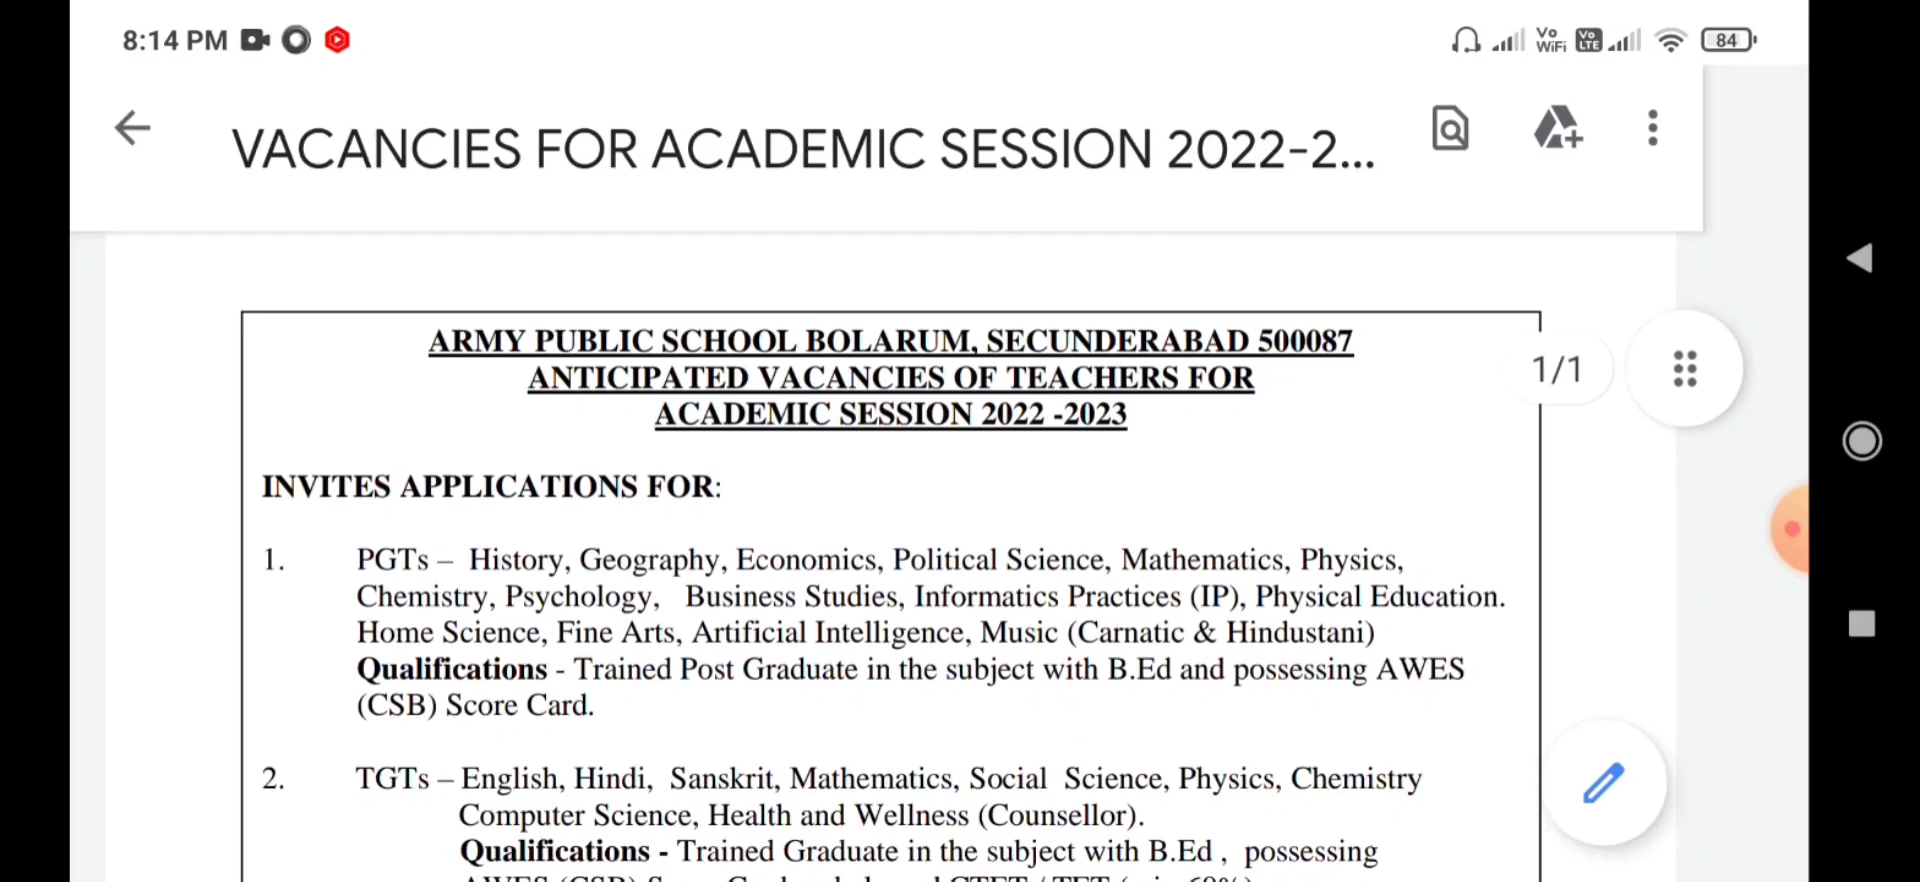 8:14 PM
Vo WiFi Vo LTE 84
VACANCIES FOR ACADEMIC SESSION 2022-2...
ARMY PUBLIC SCHOOL BOLARUM, SECUNDERABAD 500087
ANTICIPATED VACANCIES OF TEACHERS FOR
1/1
ACADEMIC SESSION 2022 -2023
INVITES APPLICATIONS FOR:
1. PGTs – History, Geography, Economics, Political Science, Mathematics, Physics,
Chemistry, Psychology, Business Studies, Informatics Practices (IP), Physical Education.
Home Science, Fine Arts, Artificial Intelligence, Music (Carnatic & Hindustani)
Qualifications - Trained Post Graduate in the subject with B.Ed and possessing AWES
(CSB) Score Card.
2. TGTs – English, Hindi, Sanskrit, Mathematics, Social Science, Physics, Chemistry
Computer Science, Health and Wellness (Counsellor).
Qualifications - Trained Graduate in the subject with B.Ed , possessing